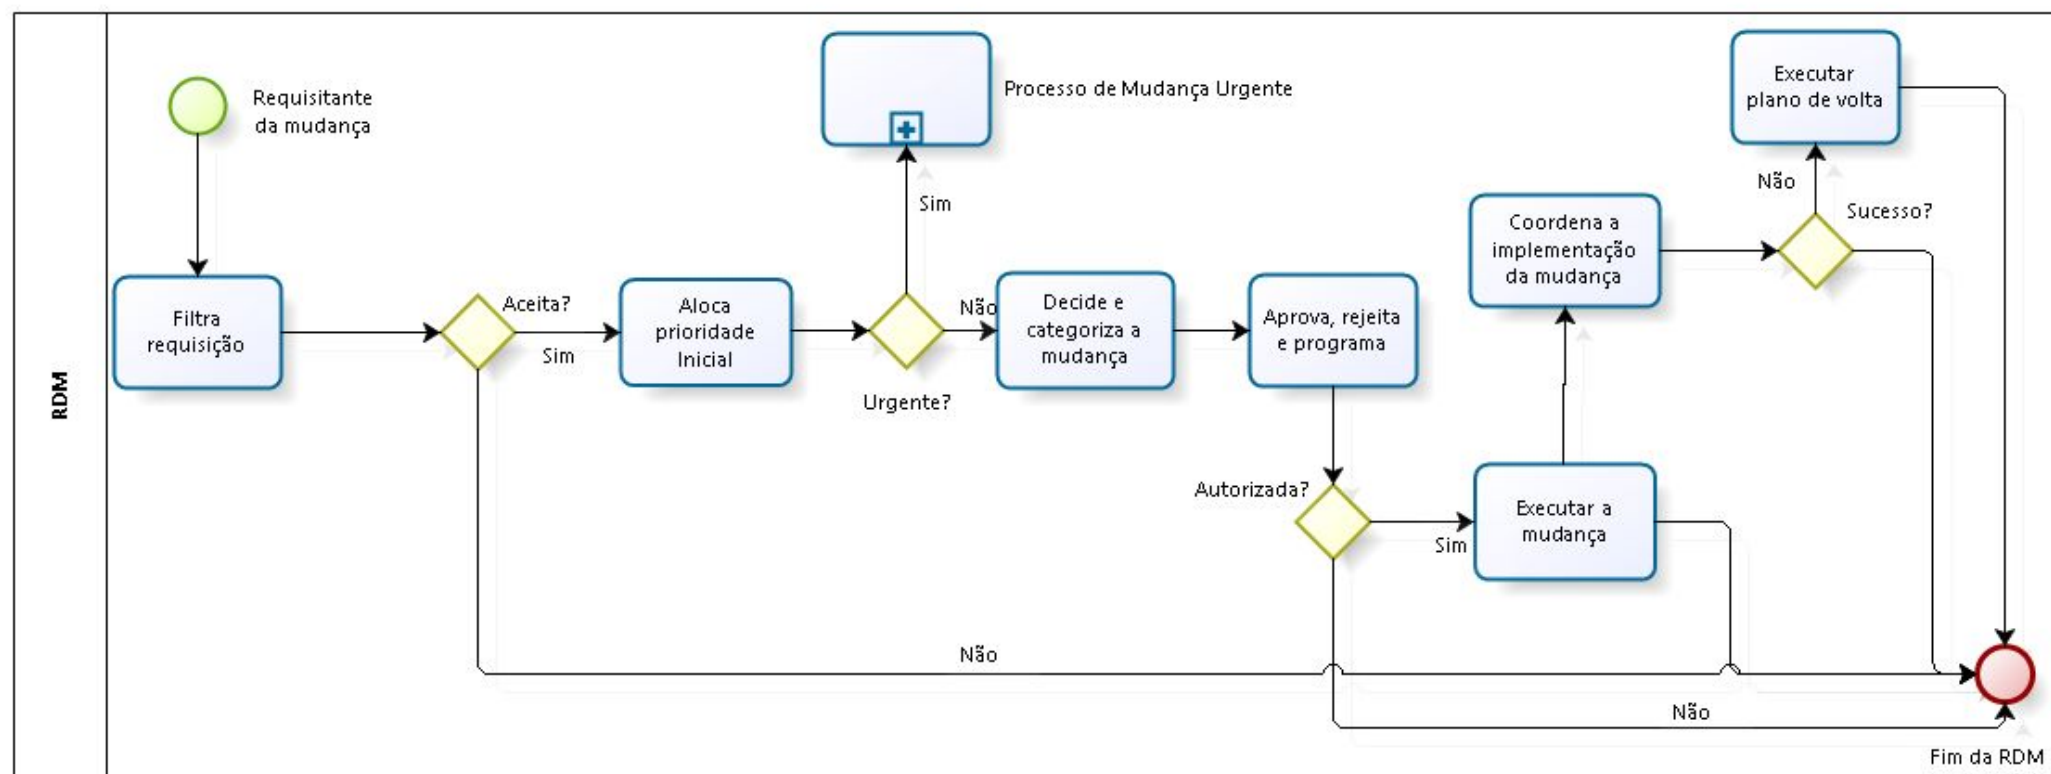 RDM
Requisitante
da mudança
Filtra
requisição
Aceita?
Sim
Não
Aloca
prioridade
Inicial
Urgente?
Sim
Processo de Mudança Urgente
Não
Decide e
categoriza a
mudança
Aprova, rejeita
e programa
Autorizada?
Sim
Não
Executar a
mudança
Coordena a
implementação
da mudança
Sucesso?
Não
Executar
plano de volta
Fim da RDM